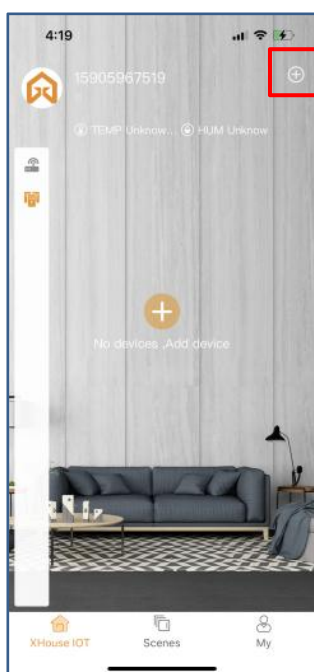 4:19
15905967519
TEMP Unknow... HUM Unknow
No devices ,Add device
XHouse IOT
Scenes
My